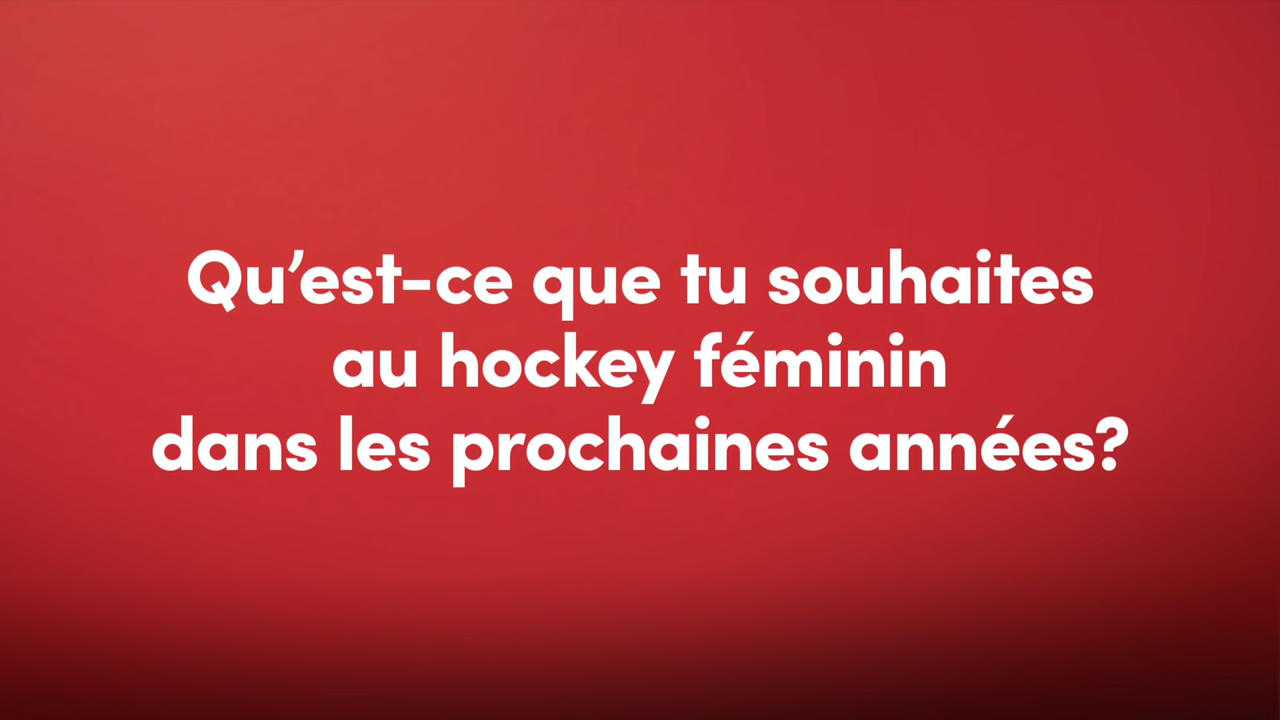 Qu’est-ce que tu souhaites
au hockey féminin
dans les prochaines années?